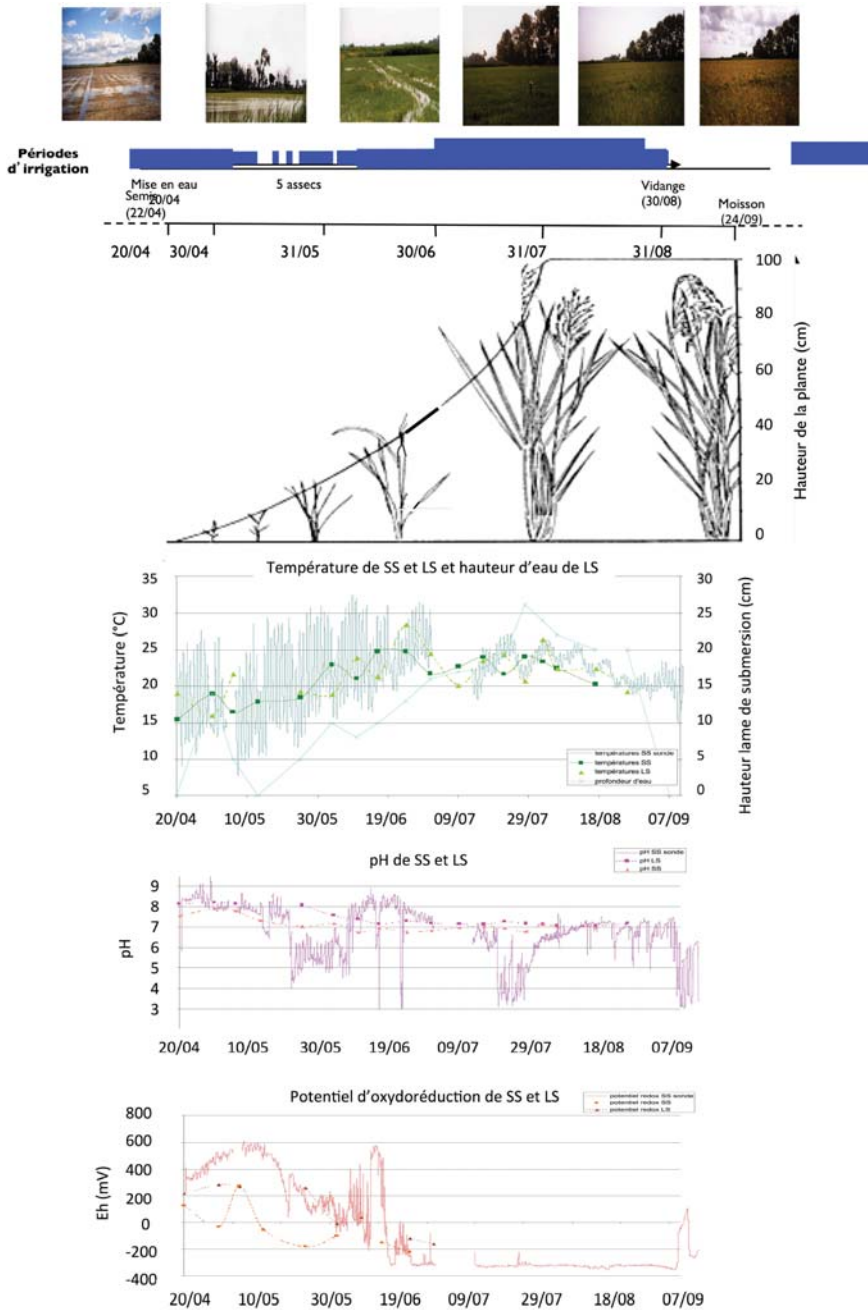 Périodes
d'irrigation
Mise en eau
20/04
Semis
(22/04)
5 assecs
Vidange
(30/08)
Moisson
(24/09)
20/04 30/04 31/05 30/06 31/07 31/08
100
80
60
40
20
0
Hauteur de la plante (cm)
Température de SS et LS et hauteur d'eau de LS
35
30
25
20
15
10
5
Température (°C)
30
25
20
15
10
5
0
Hauteur lame de submersion (cm)
températures SS sonde
températures SS
températures LS
profondeur d'eau
20/04 10/05 30/05 19/06 09/07 29/07 18/08 07/09
pH de SS et LS
pH SS sonde
pH LS
pH SS
9
8
7
6
5
4
3
pH
20/04 10/05 30/05 19/06 09/07 29/07 18/08 07/09
Potentiel d'oxydoréduction de SS et LS
potentiel redox SS sonde
potentiel redox SS
potentiel redox LS
800
600
400
200
0
-200
-400
Eh (mV)
20/04 10/05 30/05 19/06 09/07 29/07 18/08 07/09